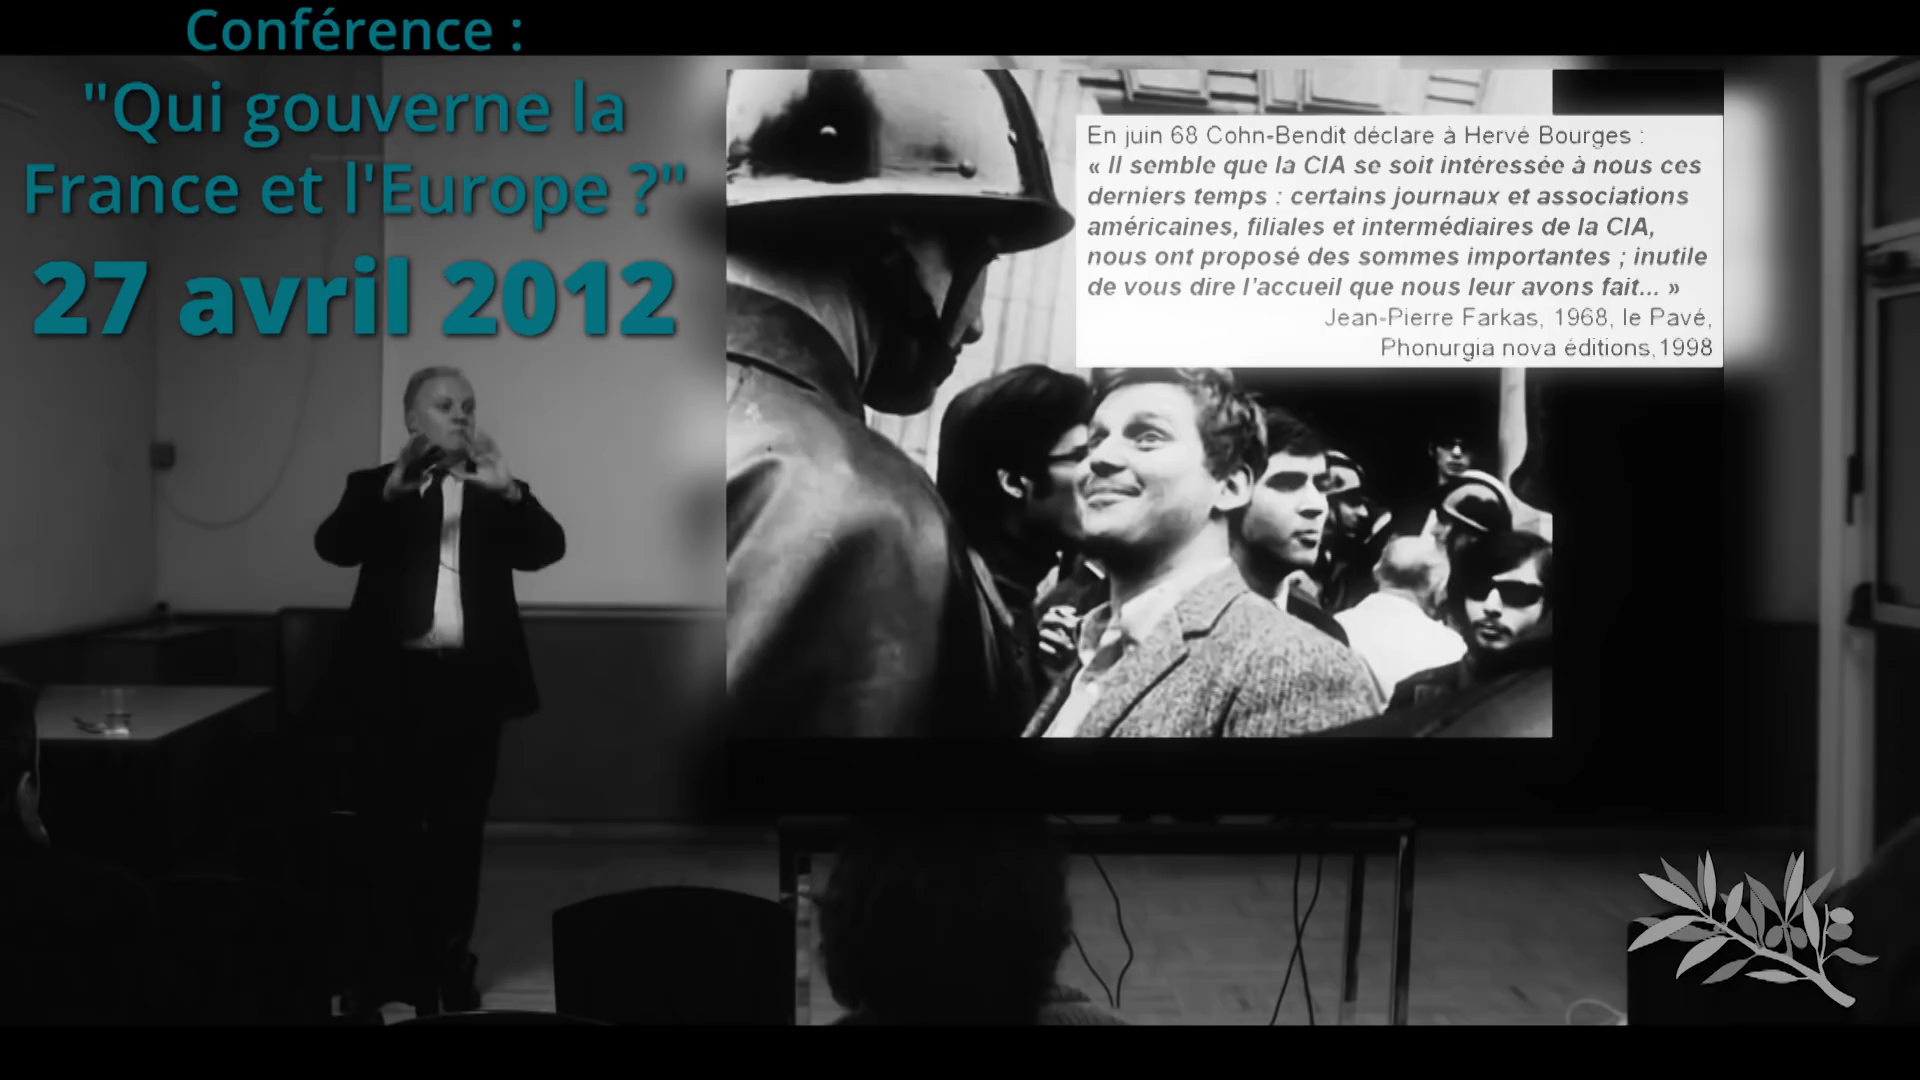 Conférence :
"Qui gouverne la
France et l'Europe ?"
27 avril 2012
En juin 68 Cohn-Bendit déclare à Hervé Bourges :
« Il semble que la CIA se soit intéressée à nous ces
derniers temps : certains journaux et associations
américaines, filiales et intermédiaires de la CIA,
nous ont proposé des sommes importantes ; inutile
de vous dire l'accueil que nous leur avons fait... »
Jean-Pierre Farkas, 1968, le Pavé,
Phonurgia nova éditions,1998